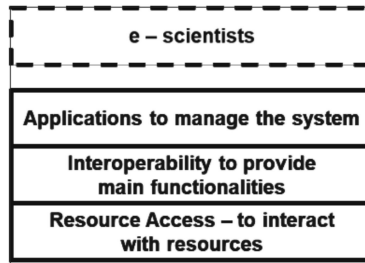 e – scientists
Applications to manage the system
Interoperability to provide
main functionalities
Resource Access – to interact
with resources